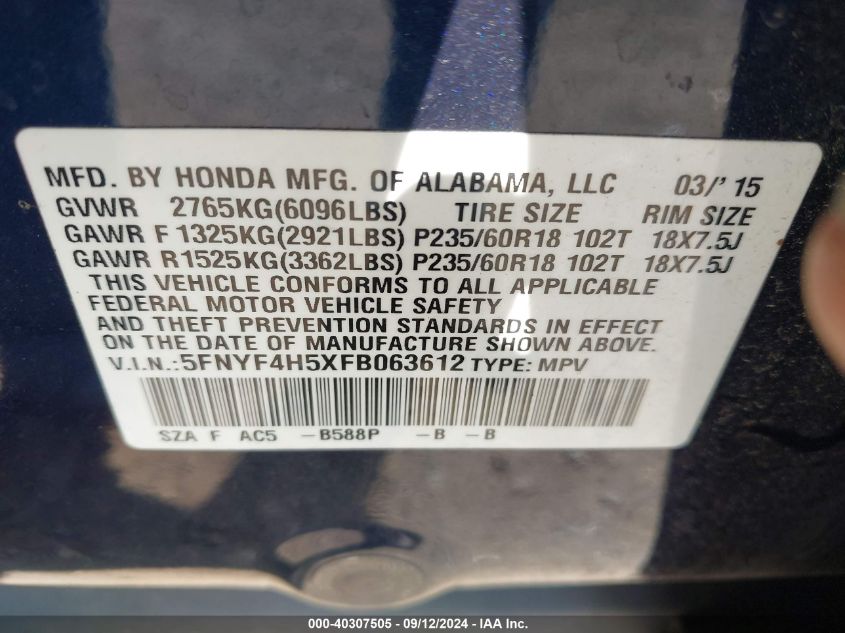 MFD. BY HONDA MFG. OF ALABAMA, LLC 03/'15
GVWR 2765KG(6096LBS) TIRE SIZE RIM SIZE
GAWR F 1325KG(2921LBS) P235/60R18 102T 18X7.5J
GAWR R1525KG(3362LBS) P235/60R18 102T 18X7.5J
THIS VEHICLE CONFORMS TO ALL APPLICABLE
FEDERAL MOTOR VEHICLE SAFETY
AND THEFT PREVENTION STANDARDS IN EFFECT
ON THE DATE OF MANUFACTURE SHOWN ABOVE.
V.I.N.:5FNYF4H5XFB063612 TYPE: MPV
SZA F AC5 -B588P -B -B
000-40307505 - 09/12/2024 - IAA Inc.